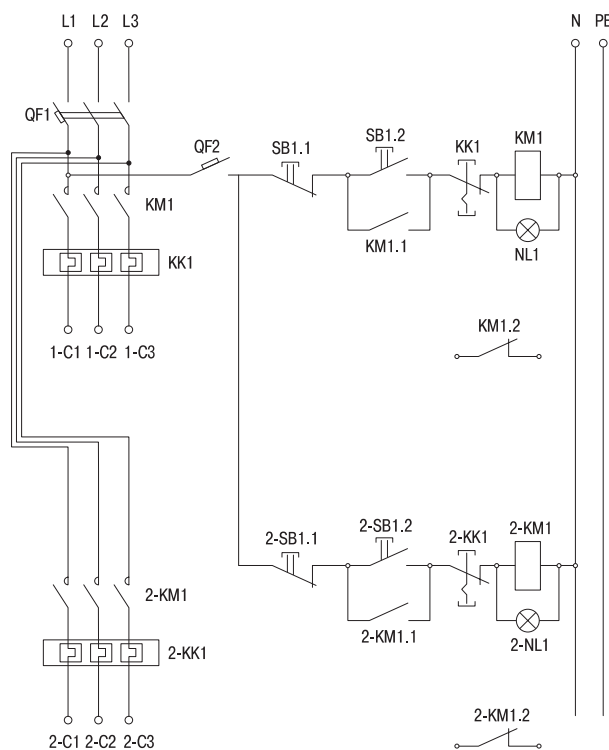 L1 L2 L3 N PE
QF1
QF2 SB1.1 SB1.2 KK1 KM1
KM1
KM1.1 NL1
KK1
1-C1 1-C2 1-C3
KM1.2
2-SB1.1 2-SB1.2 2-KK1 2-KM1
2-KM1
2-KM1.1 2-NL1
2-KK1
2-C1 2-C2 2-C3
2-KM1.2